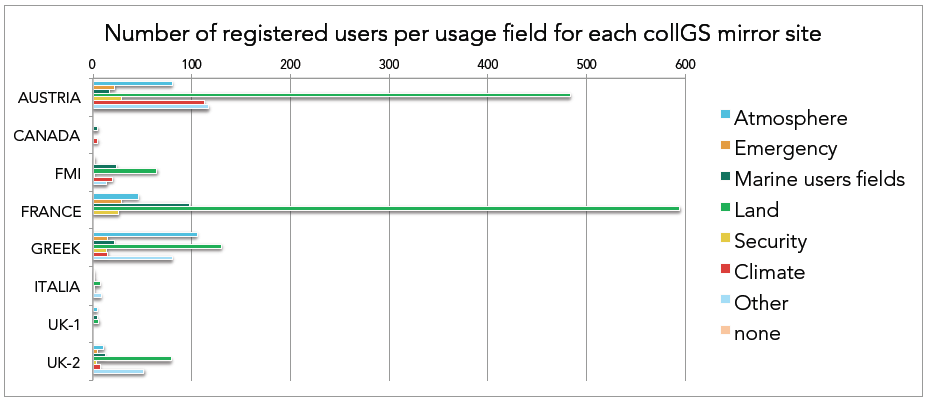 Number of registered users per usage field for each collGS mirror site
0 100 200 300 400 500 600
AUSTRIA
CANADA
FMI
FRANCE
GREEK
ITALIA
UK-1
UK-2
Atmosphere
Emergency
Marine users fields
Land
Security
Climate
Other
none